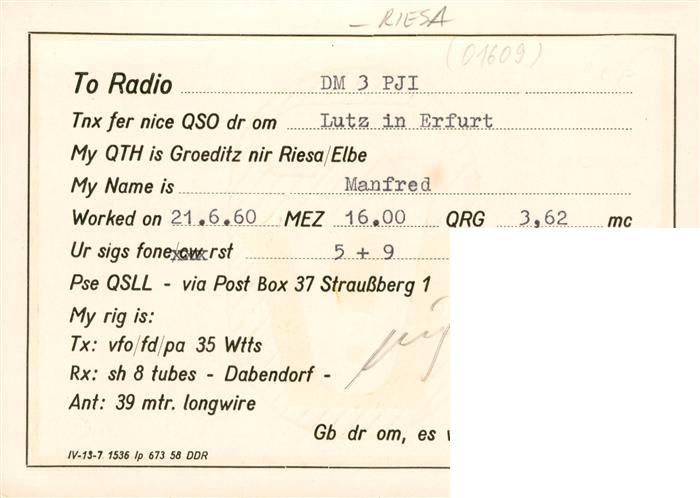 – RIESA
(01609)
To Radio DM 3 PJI
Tnx fer nice QSO dr om Lutz in Erfurt
My QTH is Groeditz nir Riesa/Elbe
My Name is Manfred
Worked on 21.6.60 MEZ 16.00 QRG 3,62 mc
Ur sigs fone/cw rst 5 + 9
Pse QSLL - via Post Box 37 Straußberg 1
My rig is:
Tx: vfo/fd/pa 35 Wtts
Rx: sh 8 tubes - Dabendorf -
Ant: 39 mtr. longwire
Gb dr om, es
IV-13-7 1536 Ip 673 58 DDR